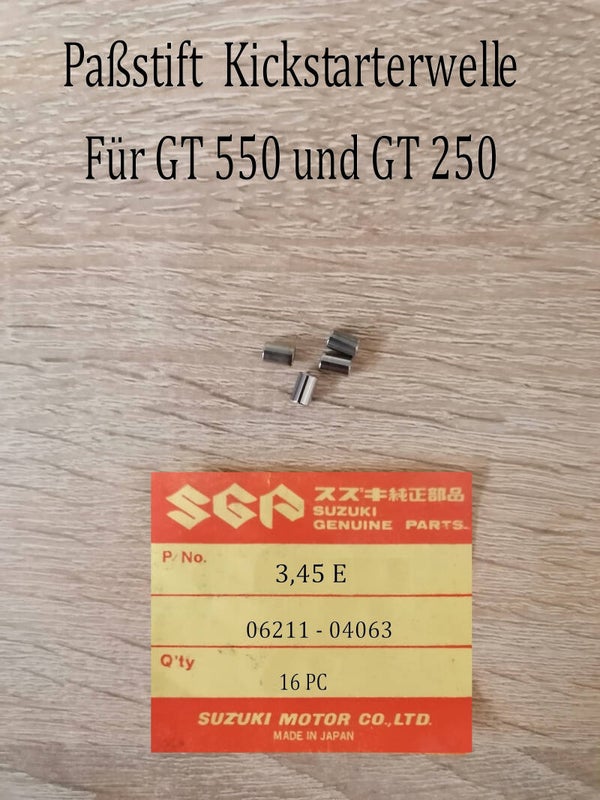 Paßstift Kickstarterwelle
Für GT 550 und GT 250
SGP スズキ純正部品
SUZUKI
GENUINE PARTS
P/No.
3,45 E
06211 - 04063
Q'ty
16 PC
SUZUKI MOTOR CO.,LTD.
MADE IN JAPAN